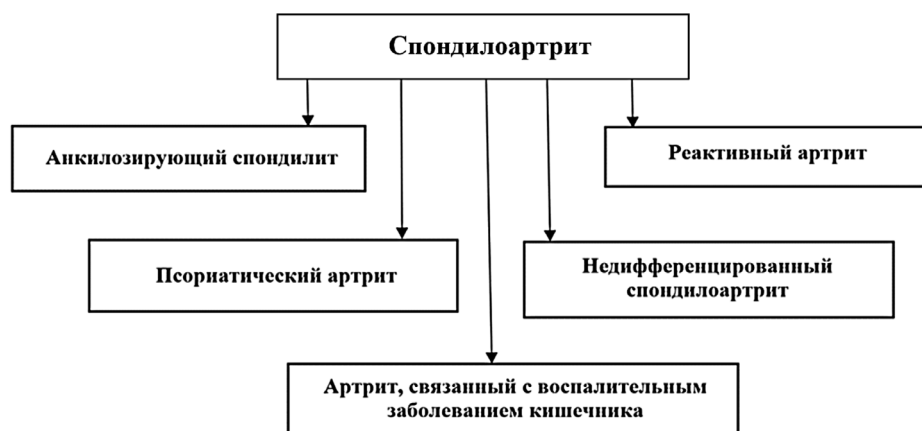 Спондилоартрит
Анкилозирующий спондилит
Реактивный артрит
Псориатический артрит
Недифференцированный
спондилоартрит
Артрит, связанный с воспалительным
заболеванием кишечника